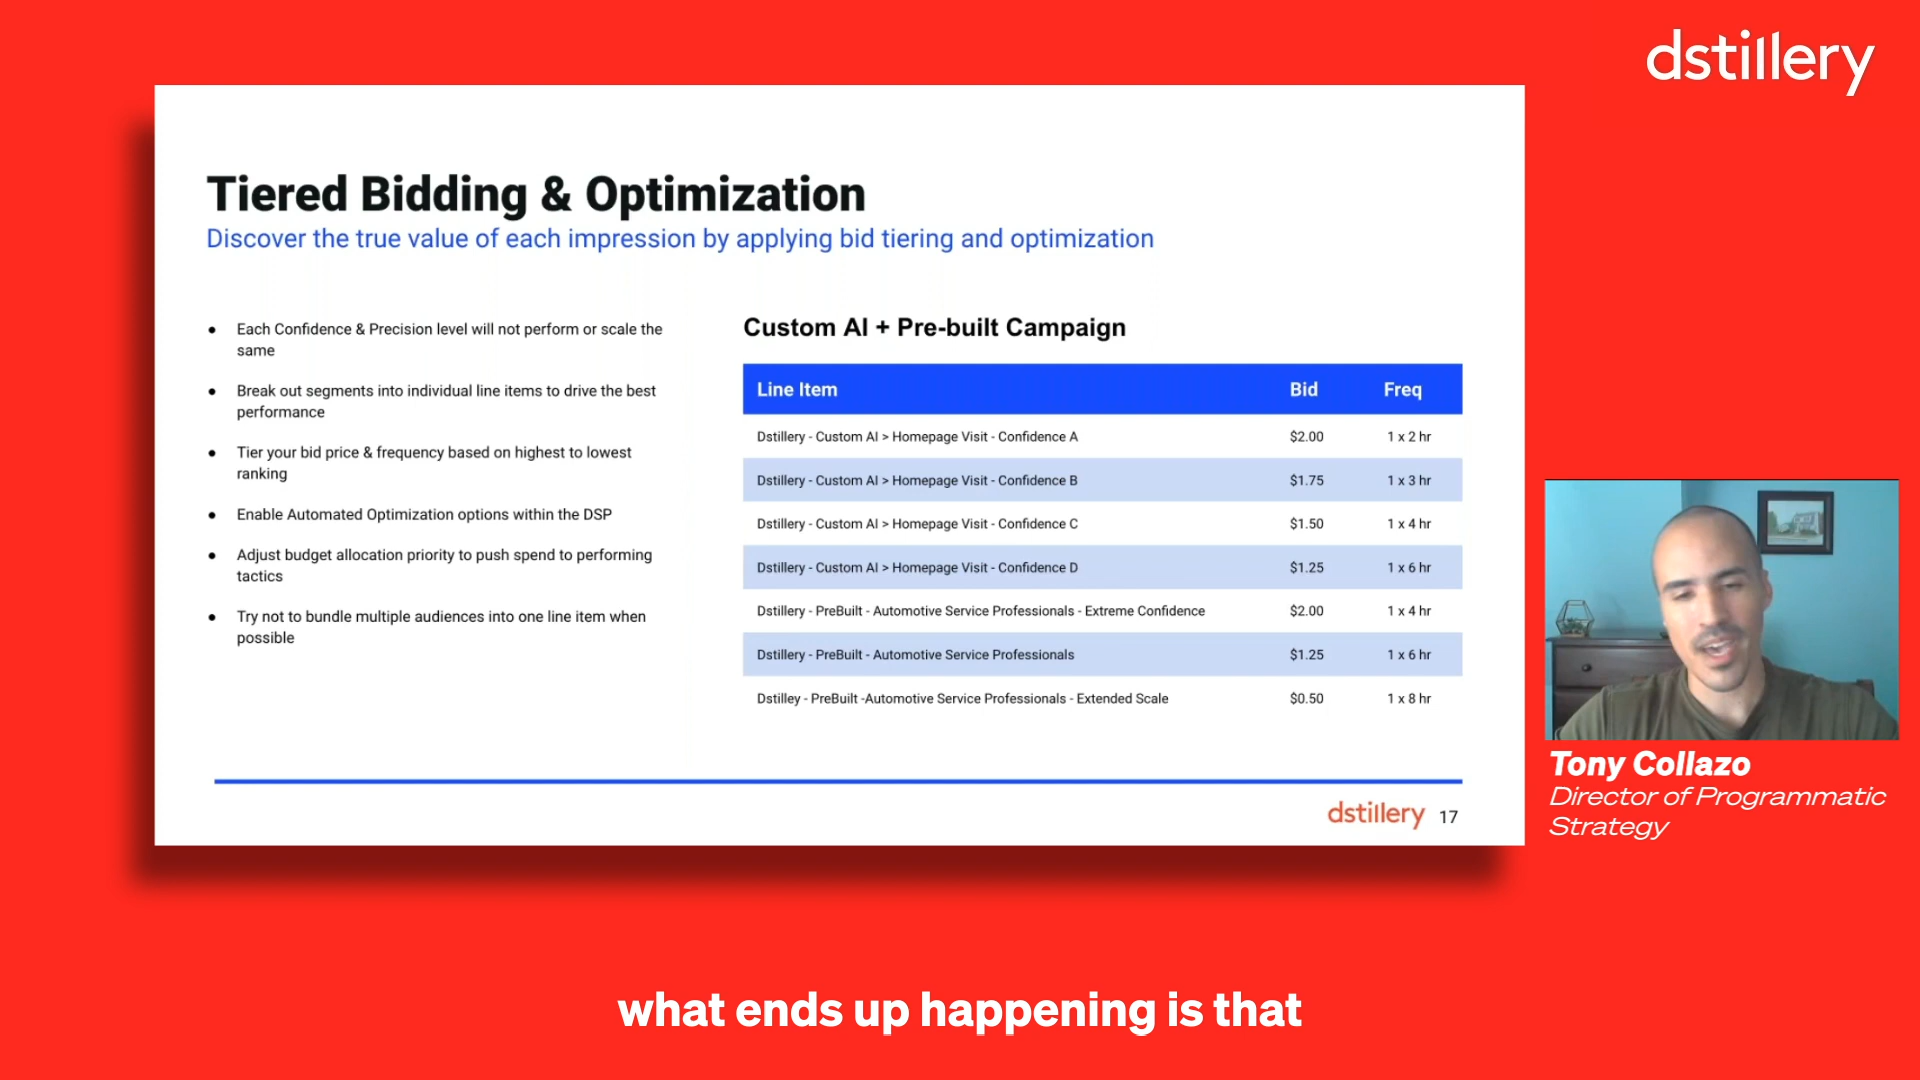 dstillery
Tiered Bidding & Optimization
Discover the true value of each impression by applying bid tiering and optimization
● Each Confidence & Precision level will not perform or scale the
same
● Break out segments into individual line items to drive the best
performance
● Tier your bid price & frequency based on highest to lowest
ranking
● Enable Automated Optimization options within the DSP
● Adjust budget allocation priority to push spend to performing
tactics
● Try not to bundle multiple audiences into one line item when
possible
Custom AI + Pre-built Campaign
Line Item Bid Freq
Dstillery - Custom AI > Homepage Visit - Confidence A $2.00 1 x 2 hr
Dstillery - Custom AI > Homepage Visit - Confidence B $1.75 1 x 3 hr
Dstillery - Custom AI > Homepage Visit - Confidence C $1.50 1 x 4 hr
Dstillery - Custom AI > Homepage Visit - Confidence D $1.25 1 x 6 hr
Dstillery - PreBuilt - Automotive Service Professionals - Extreme Confidence $2.00 1 x 4 hr
Dstillery - PreBuilt - Automotive Service Professionals $1.25 1 x 6 hr
Dstilley - PreBuilt -Automotive Service Professionals - Extended Scale $0.50 1 x 8 hr
dstillery 17
Tony Collazo
Director of Programmatic
Strategy
what ends up happening is that